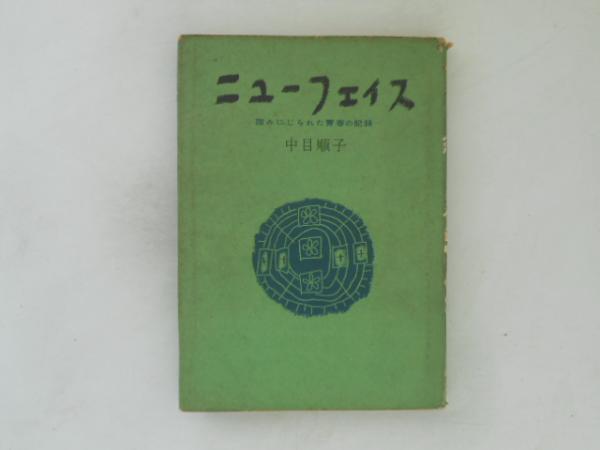 ニューフェイス
踏みにじられた青春の記録
中目順子